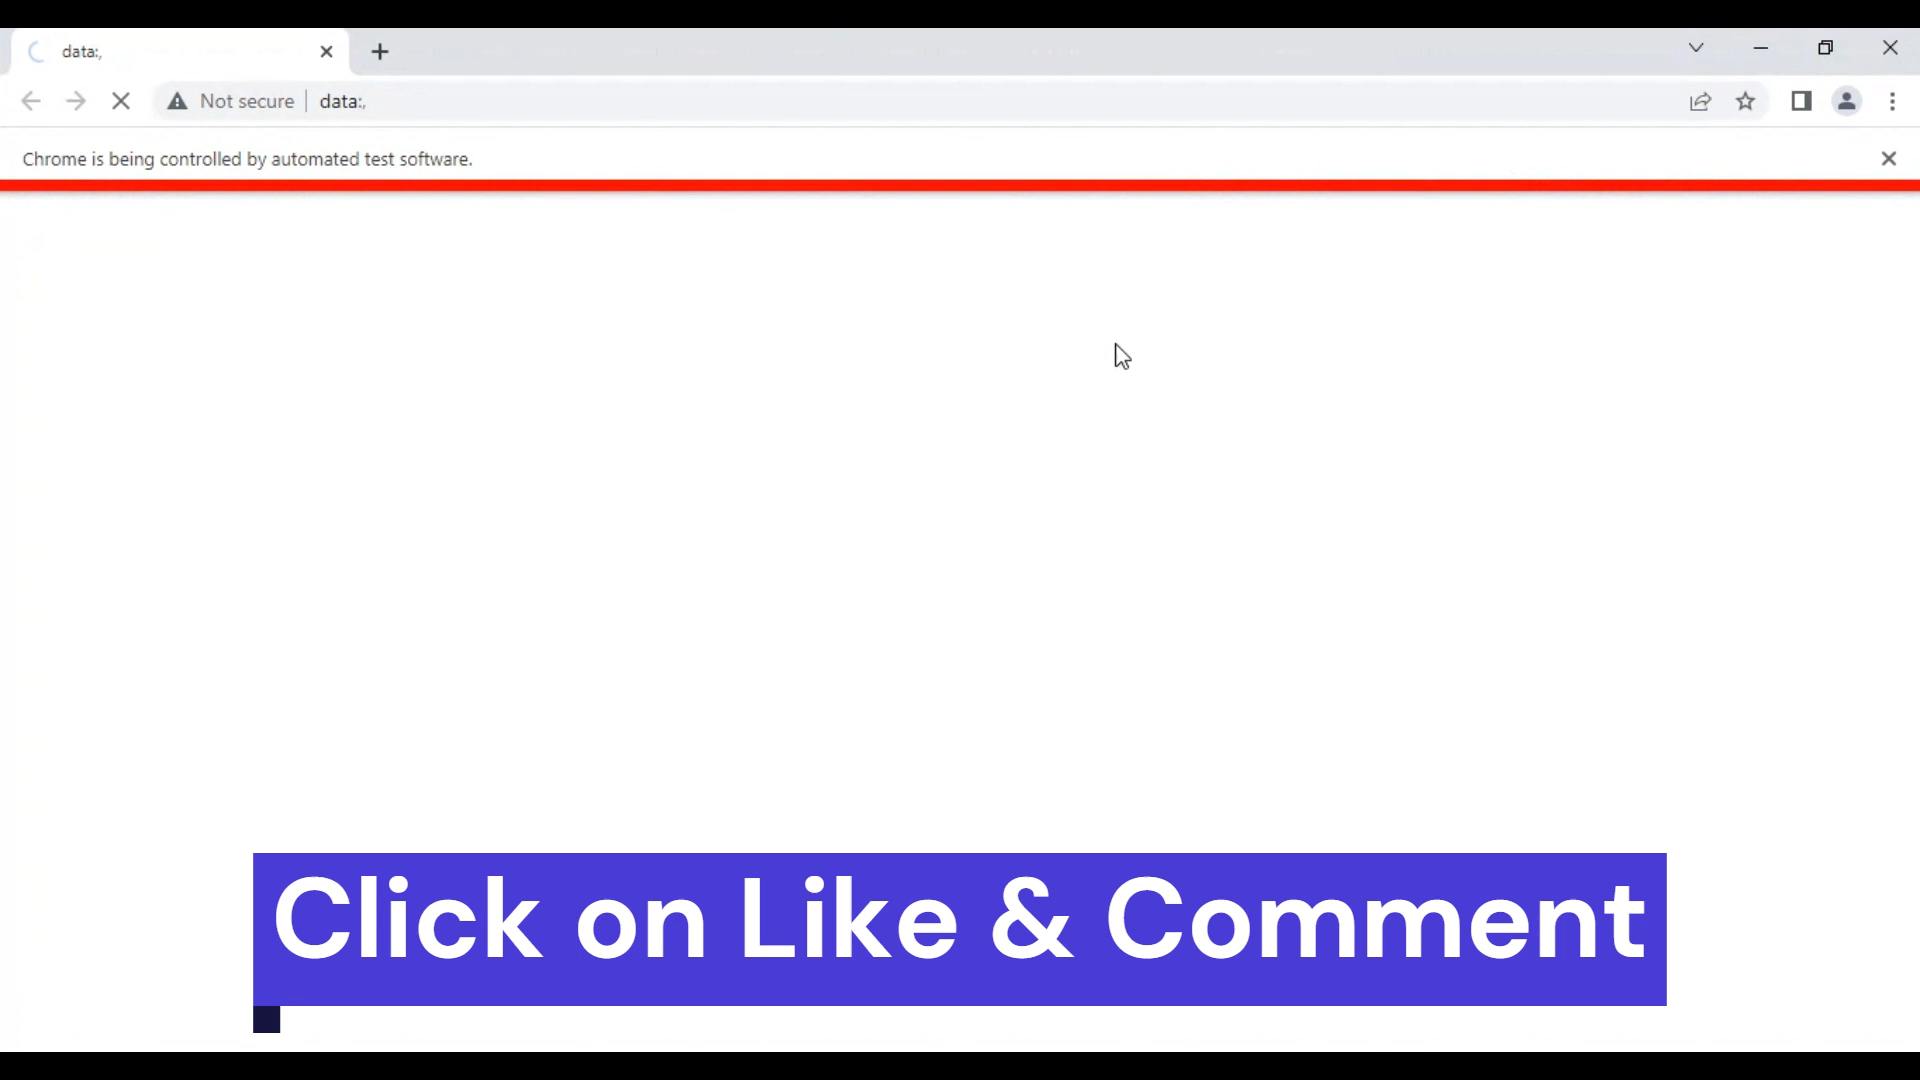 data:,
Not secure data:,
Chrome is being controlled by automated test software.
Click on Like & Comment